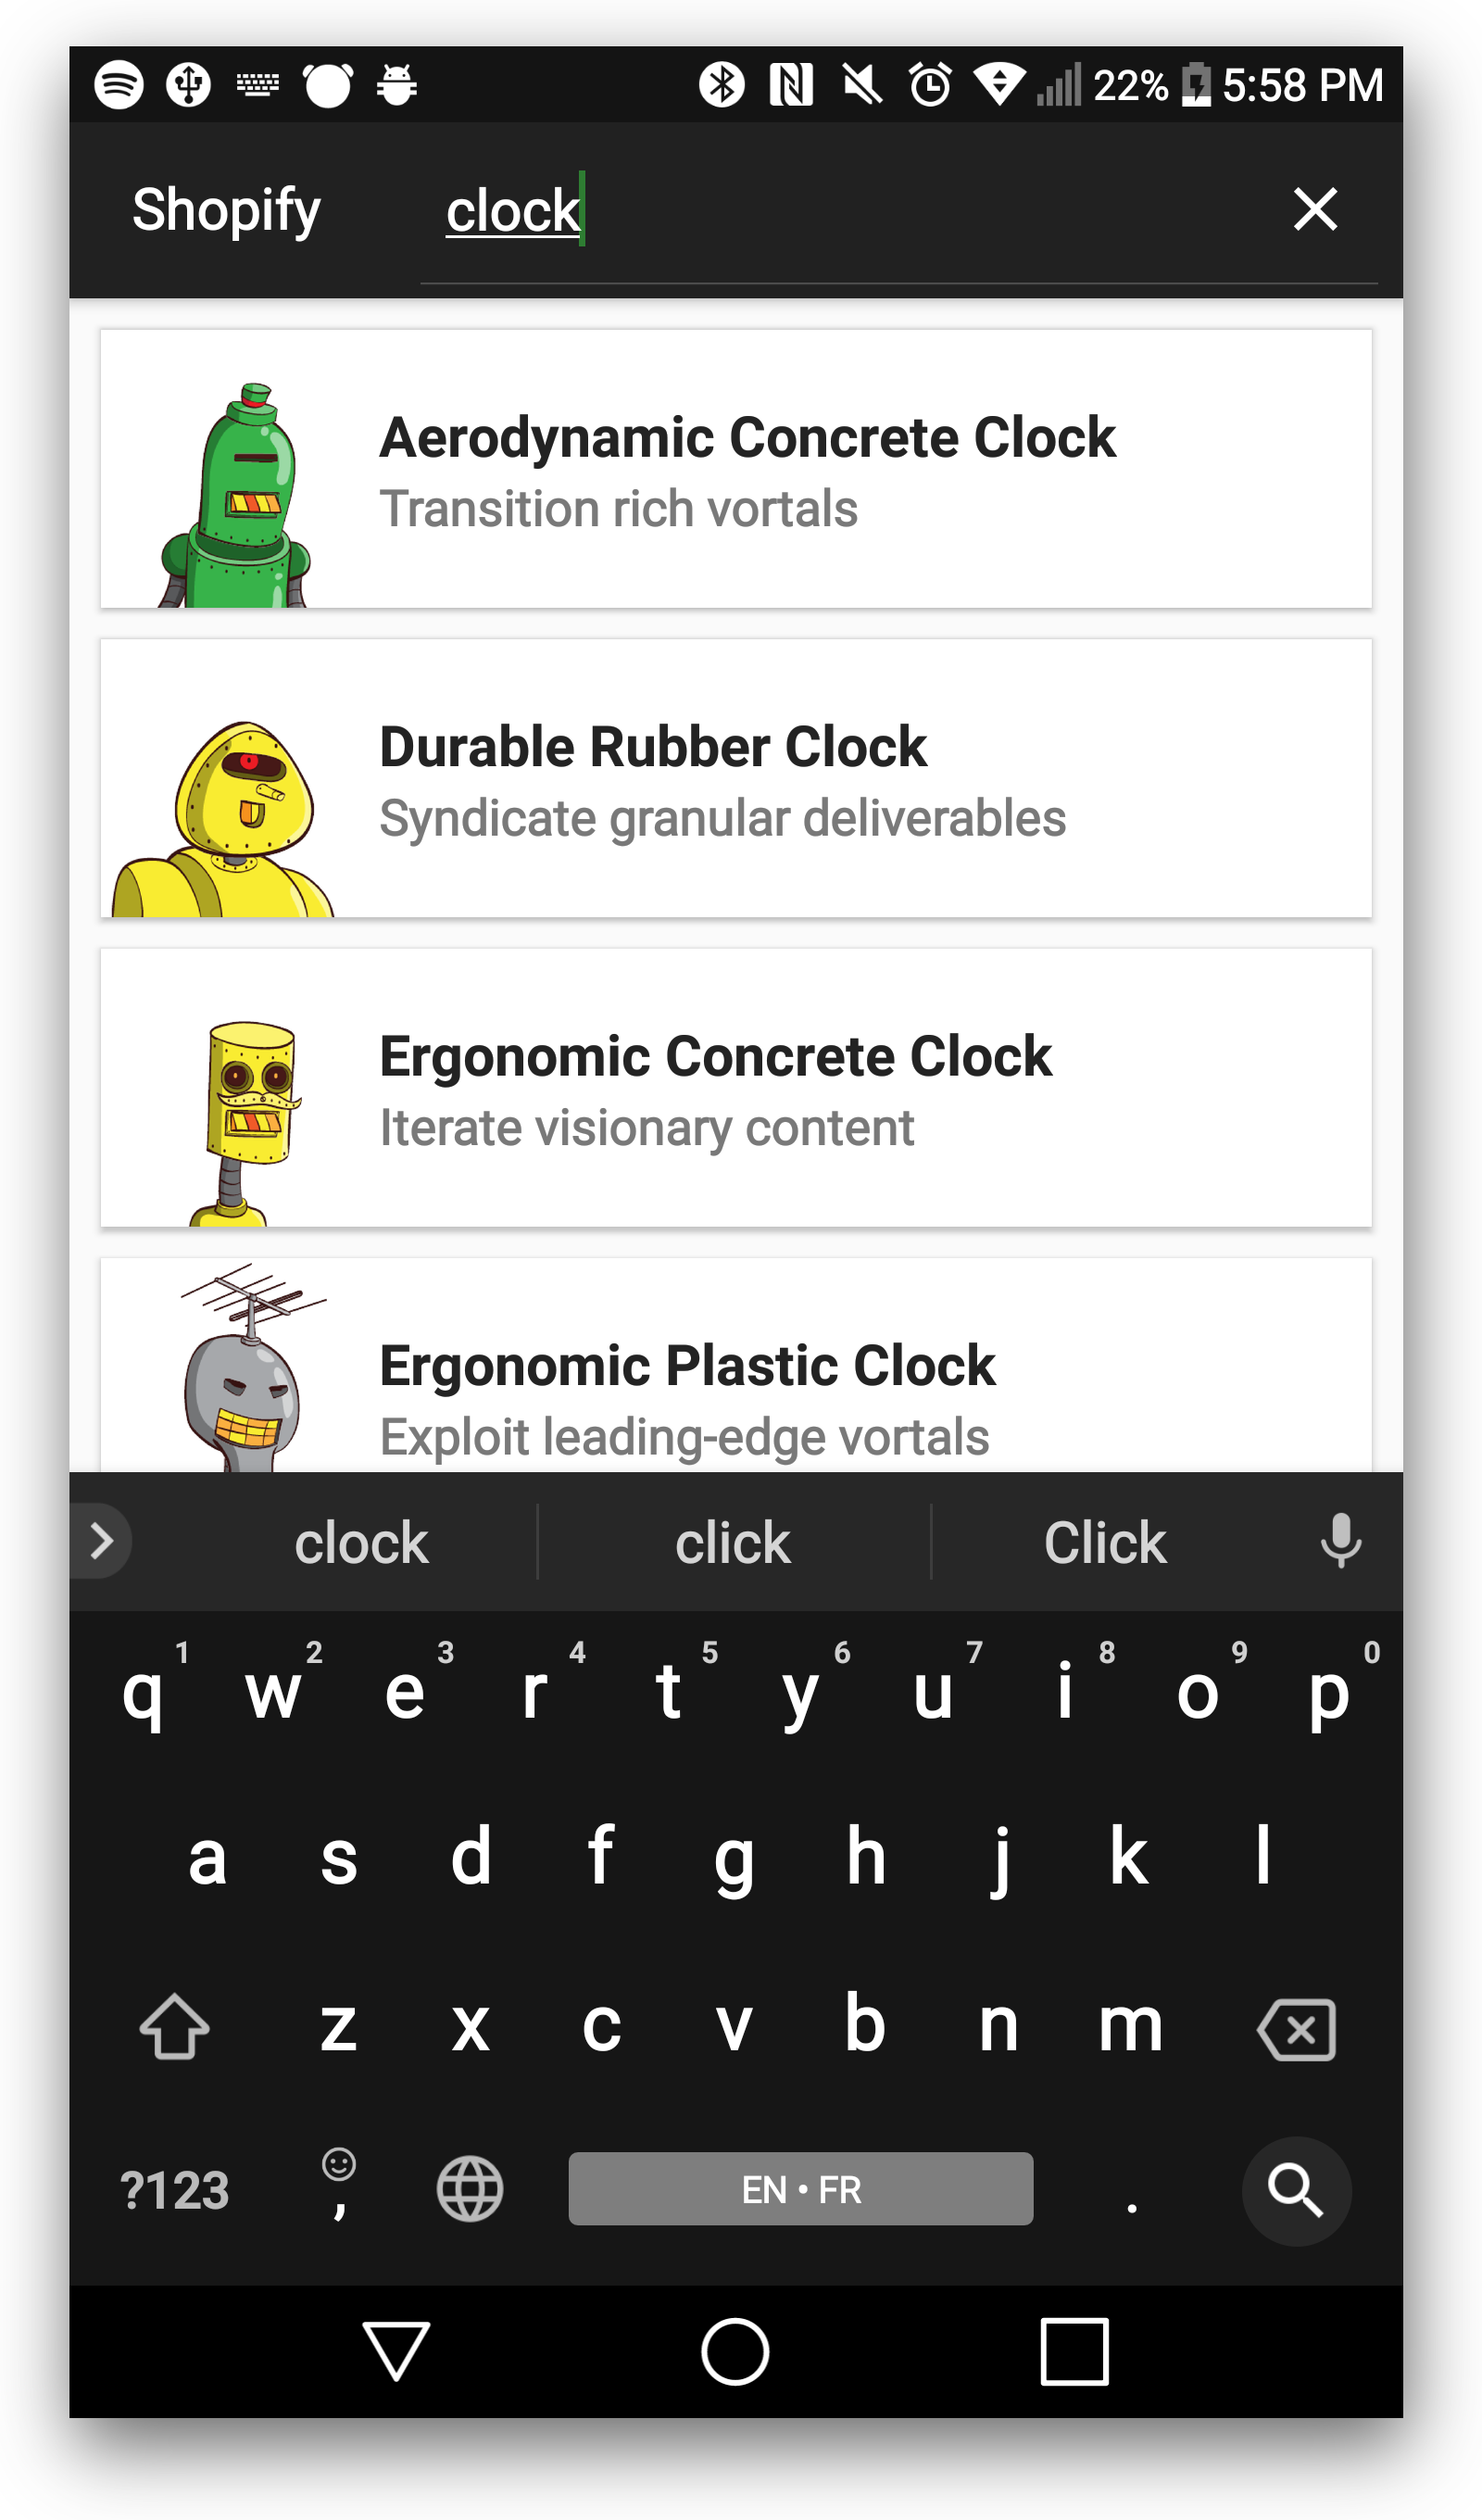 22% 5:58 PM
Shopify clock
Aerodynamic Concrete Clock
Transition rich vortals
Durable Rubber Clock
Syndicate granular deliverables
Ergonomic Concrete Clock
Iterate visionary content
Ergonomic Plastic Clock
Exploit leading-edge vortals
clock click Click
1 2 3 4 5 6 7 8 9 0
q w e r t y u i o p
a s d f g h j k l
z x c v b n m
?123 , EN • FR .